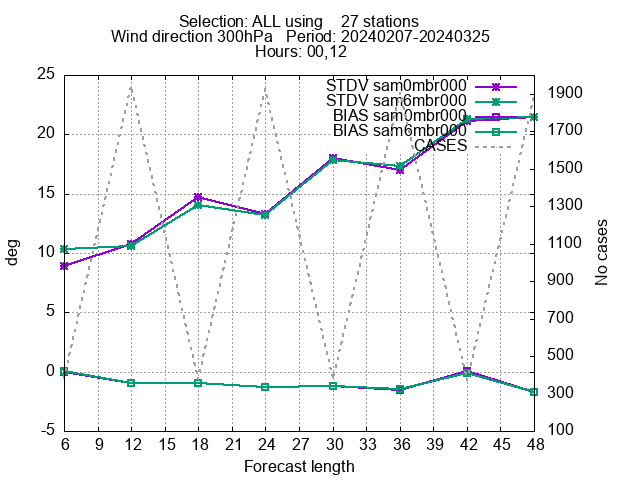 Selection: ALL using    27 stations
Wind direction 300hPa   Period: 20240207-20240325
Hours: 00,12
STDV sam0mbr000
STDV sam6mbr000
BIAS sam0mbr000
BIAS sam6mbr000
CASES
25
20
15
10
5
0
-5
deg
1900
1700
1500
1300
1100
900
700
500
300
100
No cases
6 9 12 15 18 21 24 27 30 33 36 39 42 45 48
Forecast length